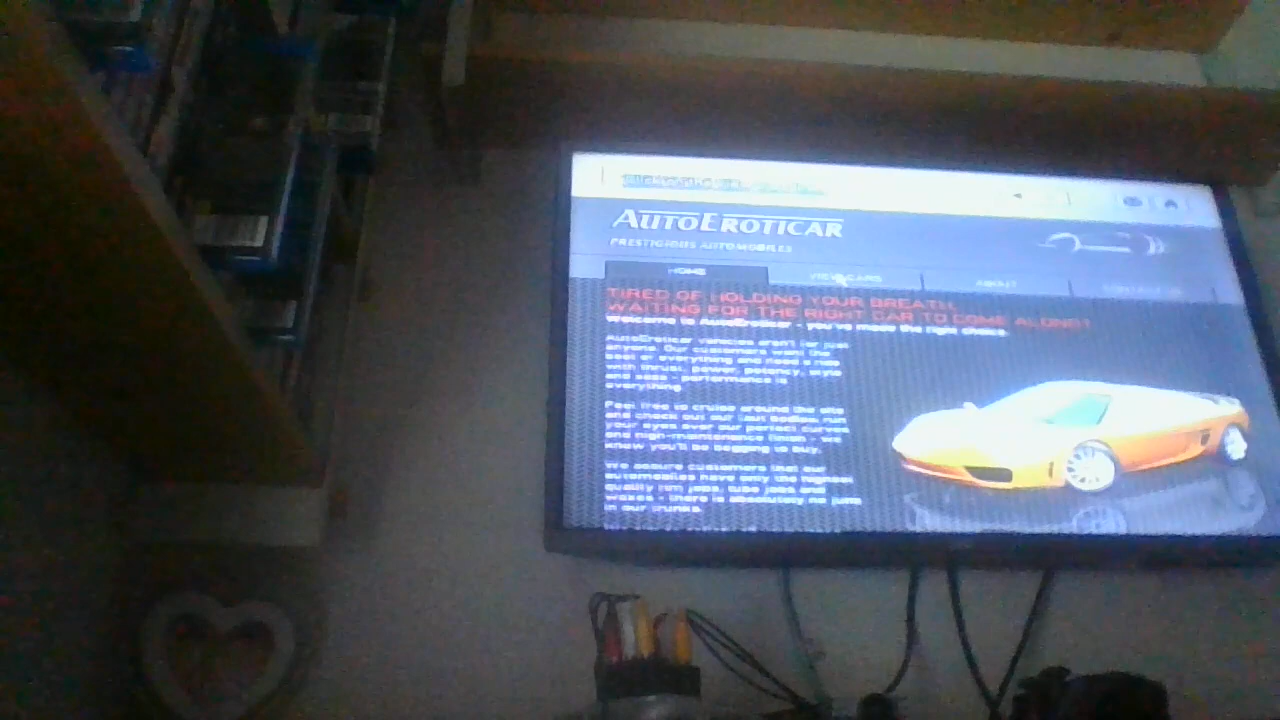 AUTOEROTICAR
PRESTIGIOUS AUTOMOBILES
HOME
VIEW CARS
ABOUT
TIRED OF HOLDING YOUR BREATH
WAITING FOR THE RIGHT CAR TO COME ALONG?
Welcome to AutoEroticar - you've made the right choice.
AutoEroticar vehicles aren't for just
anyone. Our customers want the
best of everything and need a ride
with thrust, power, potency, style
and ease - performance is
everything.
Feel free to cruise around the site
and check out our taut bodies, run
your eyes over our perfect curves
and high-maintenance finish - we
know you'll be begging to buy.
We assure customers that our
automobiles have only the highest
quality rim jobs, lube jobs and
waxes - there is absolutely no junk
in our trunks.